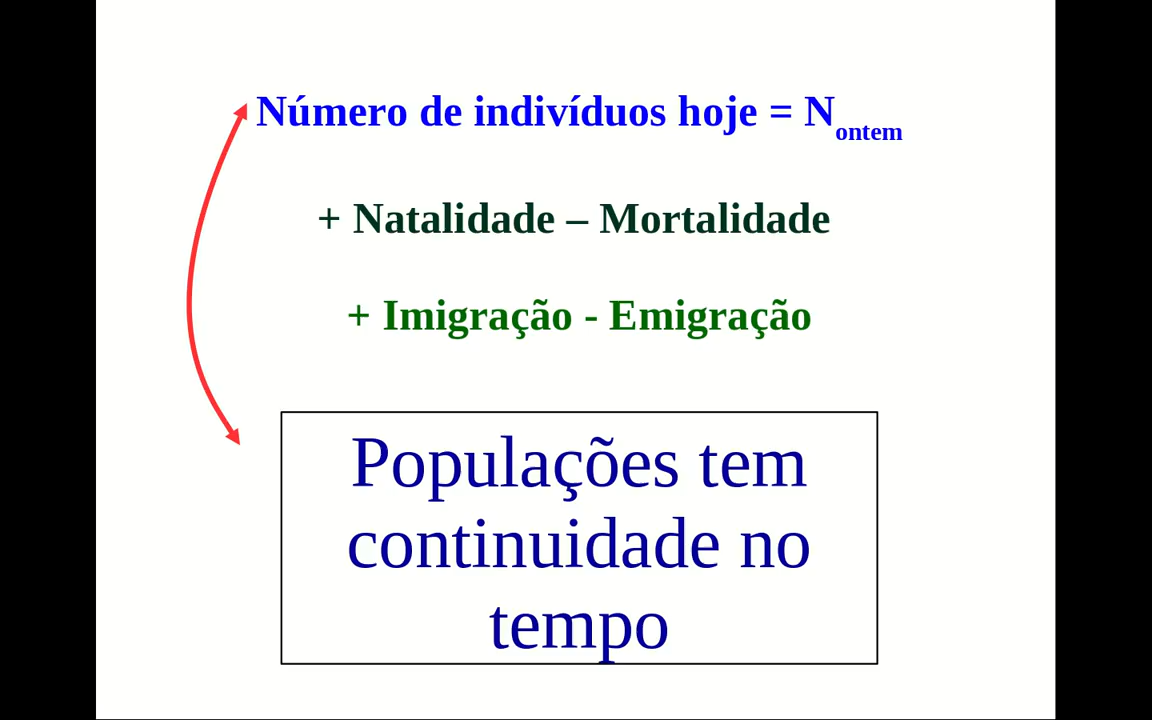 Número de indivíduos hoje = Nontem
+ Natalidade – Mortalidade
+ Imigração - Emigração
Populações tem
continuidade no
tempo